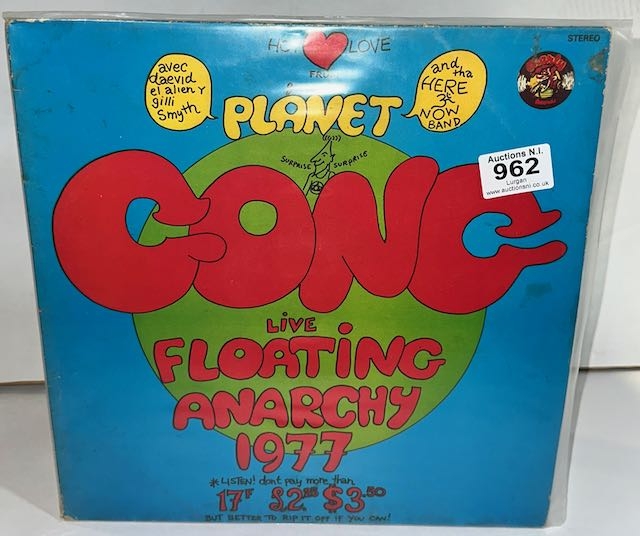 HOT LOVE
FROM
STEREO
avec
daevid
el alien y
gilli
smyth
PLANET
and tha
HERE
&
NOW
BAND
SURPRISE SURPRISE
GONG
Auctions N.I.
962
Lurgan
www.auctionsni.co.uk
LiVE
FLOATING
ANARCHY
1977
* LISTEN! dont pay more than
17F £2.25 $3.50
BUT BETTER TO RIP IT OFF IF YOU CAN!